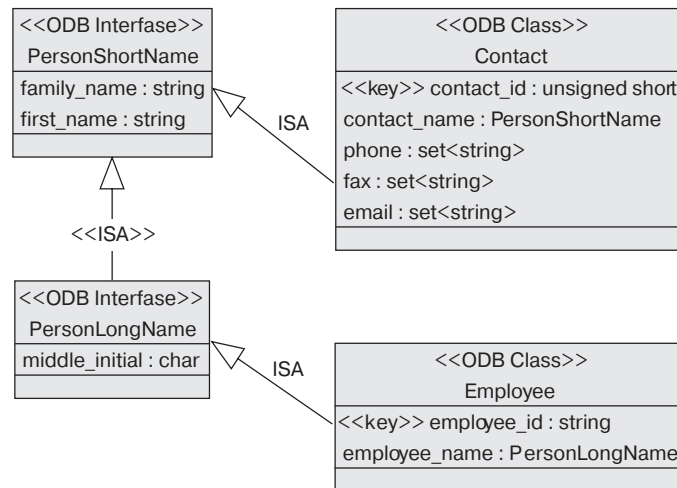 <<ODB Interfase>>
PersonShortName
family_name : string
first_name : string
<<ODB Class>>
Contact
<<key>> contact_id : unsigned short
contact_name : PersonShortName
phone : set<string>
fax : set<string>
email : set<string>
ISA
<<ISA>>
<<ODB Interfase>>
PersonLongName
middle_initial : char
ISA
<<ODB Class>>
Employee
<<key>> employee_id : string
employee_name : PersonLongName